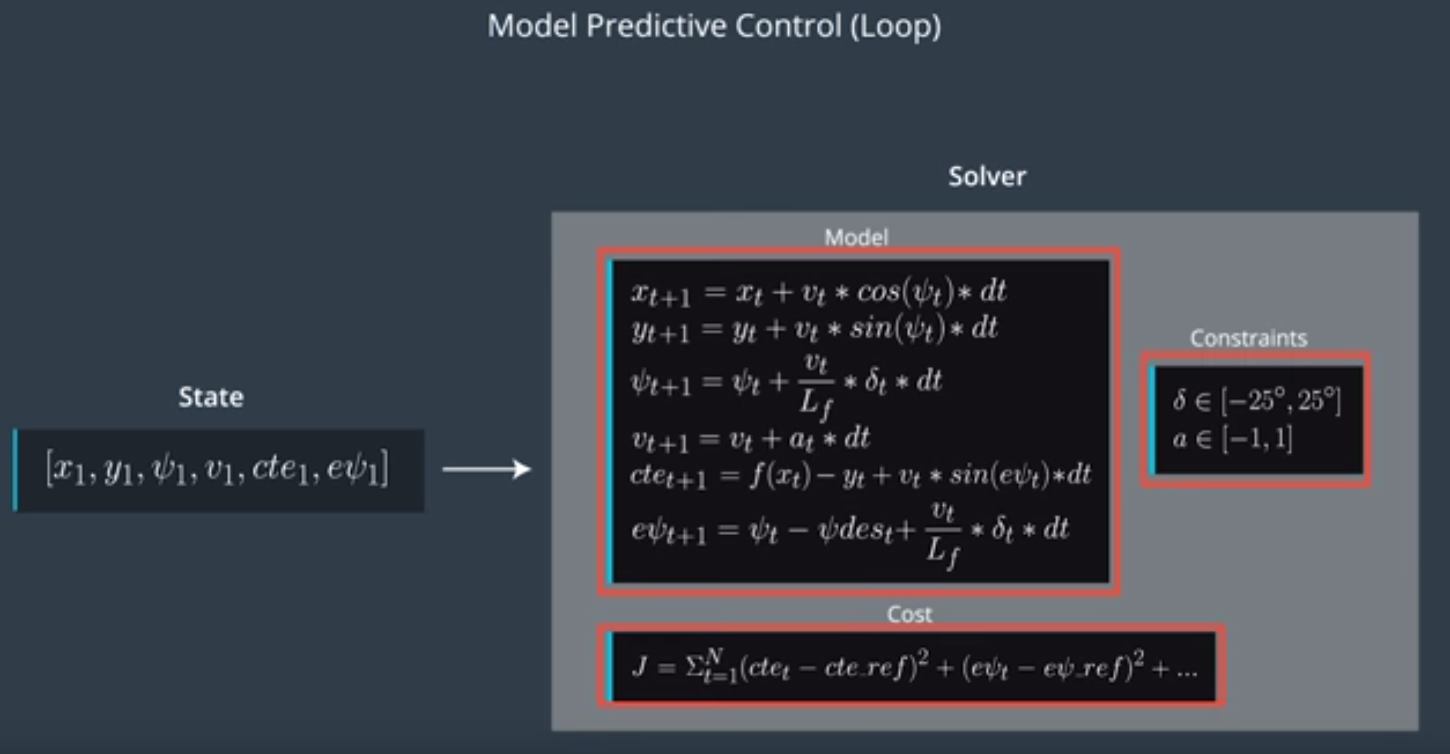 Model Predictive Control (Loop)
Solver
Model
x_{t+1} = x_t + v_t * cos(ψ_t) * dt
y_{t+1} = y_t + v_t * sin(ψ_t) * dt
ψ_{t+1} = ψ_t + \frac{v_t}{L_f} * δ_t * dt
v_{t+1} = v_t + a_t * dt
cte_{t+1} = f(x_t) − y_t + v_t * sin(eψ_t) * dt
eψ_{t+1} = ψ_t − ψdes_t + \frac{v_t}{L_f} * δ_t * dt
Constraints
δ ∈ [−25°, 25°]
a ∈ [−1, 1]
State
[x_1, y_1, ψ_1, v_1, cte_1, eψ_1]
Cost
J = Σ_{t=1}^{N} (cte_t − cte_ref)^2 + (eψ_t − eψ_ref)^2 + ...